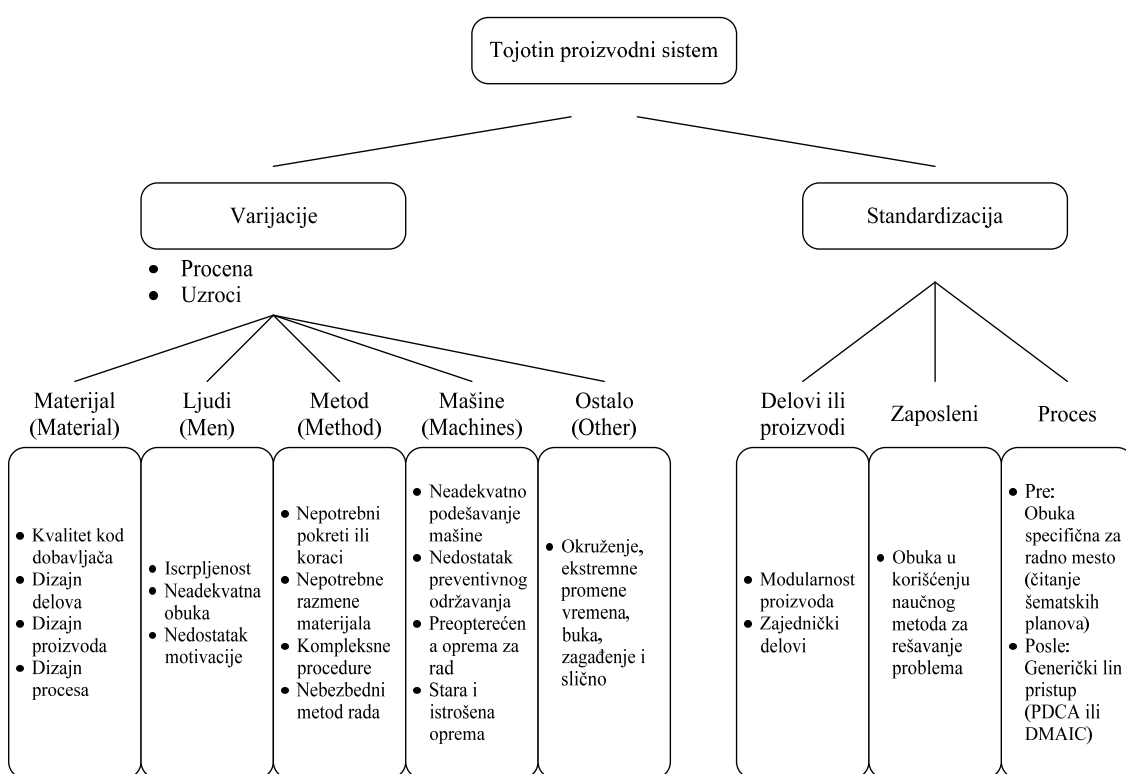 Tojotin proizvodni sistem
Varijacije
Standardizacija
• Procena
• Uzroci
Materijal
(Material)
Ljudi
(Men)
Metod
(Method)
Mašine
(Machines)
Ostalo
(Other)
Delovi ili
proizvodi
Zaposleni
Proces
• Kvalitet kod
dobavljača
• Dizajn
delova
• Dizajn
proizvoda
• Dizajn
procesa
• Iscrpljenost
• Neadekvatna
obuka
• Nedostatak
motivacije
• Nepotrebni
pokreti ili
koraci
• Nepotrebne
razmene
materijala
• Kompleksne
procedure
• Nebezbedni
metod rada
• Neadekvatno
podešavanje
mašine
• Nedostatak
preventivnog
održavanja
• Preopterećen
a oprema za
rad
• Stara i
istrošena
oprema
• Okruženje,
ekstremne
promene
vremena,
buka,
zagađenje i
slično
• Modularnost
proizvoda
• Zajednički
delovi
• Obuka u
korišćenju
naučnog
metoda za
rešavanje
problema
• Pre:
Obuka
specifična za
radno mesto
(čitanje
šematskih
planova)
• Posle:
Generički lin
pristup
(PDCA ili
DMAIC)